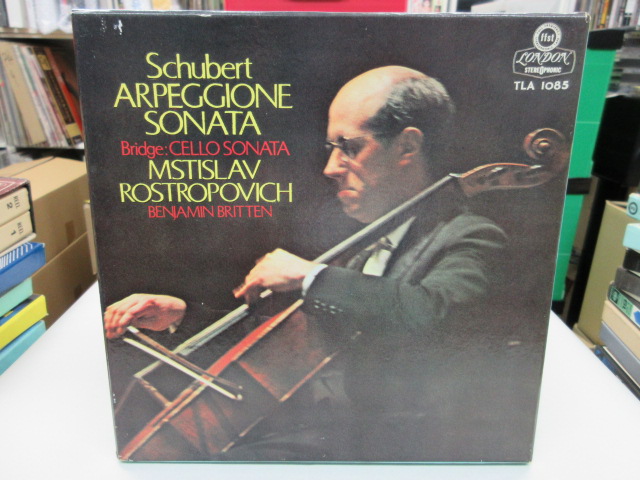 Schubert
ARPEGGIONE
SONATA
Bridge: CELLO SONATA
MSTISLAV
ROSTROPOVICH
BENJAMIN BRITTEN
ffss
LONDON
STEREOPHONIC
TLA 1085